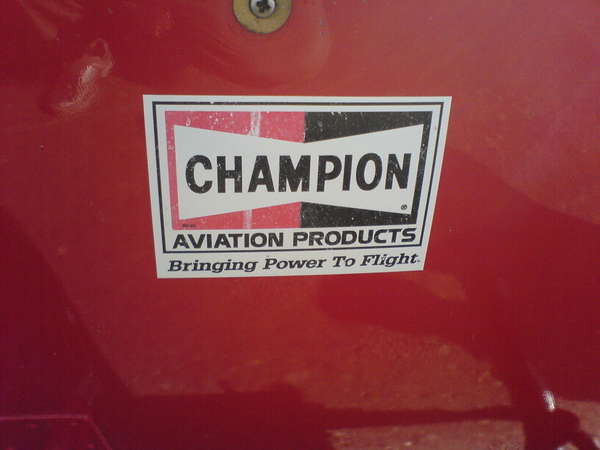 CHAMPION
®
AVIATION PRODUCTS
Bringing Power To Flight